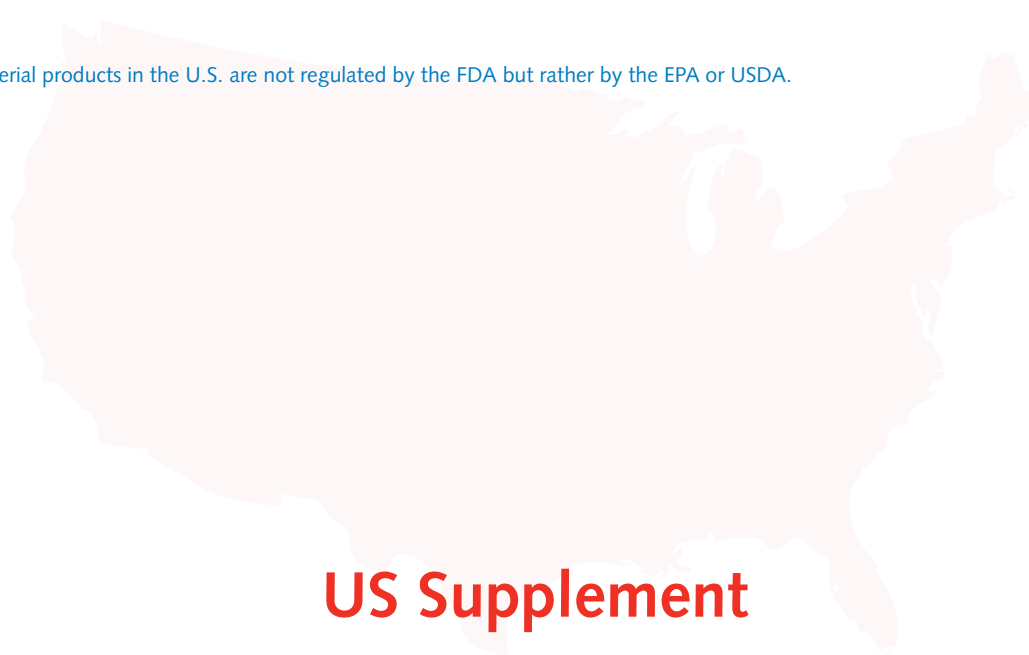 erial products in the U.S. are not regulated by the FDA but rather by the EPA or USDA.
US Supplement